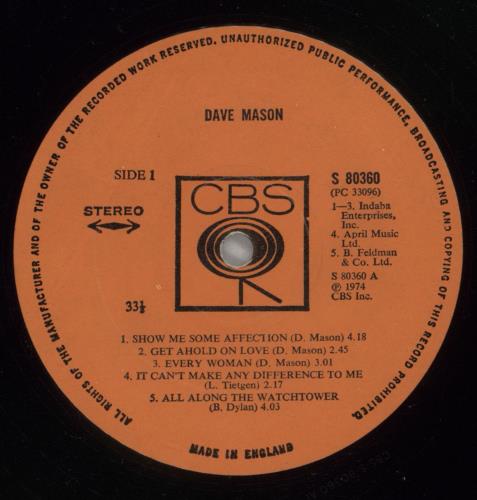 ALL RIGHTS OF THE MANUFACTURER AND OF THE OWNER OF THE RECORDED WORK RESERVED. UNAUTHORIZED PUBLIC PERFORMANCE, BROADCASTING AND COPYING OF THIS RECORD PROHIBITED.
DAVE MASON
SIDE 1
STEREO
33⅓
CBS
S 80360
(PC 33096)
1—3. Indaba
Enterprises,
Inc.
4. April Music
Ltd.
5. B. Feldman
& Co. Ltd.
S 80360 A
℗ 1974
CBS Inc.
1. SHOW ME SOME AFFECTION (D. Mason) 4.18
2. GET AHOLD ON LOVE (D. Mason) 2.45
3. EVERY WOMAN (D. Mason) 3.01
4. IT CAN'T MAKE ANY DIFFERENCE TO ME
(L. Tietgen) 2.17
5. ALL ALONG THE WATCHTOWER
(B. Dylan) 4.03
MADE IN ENGLAND